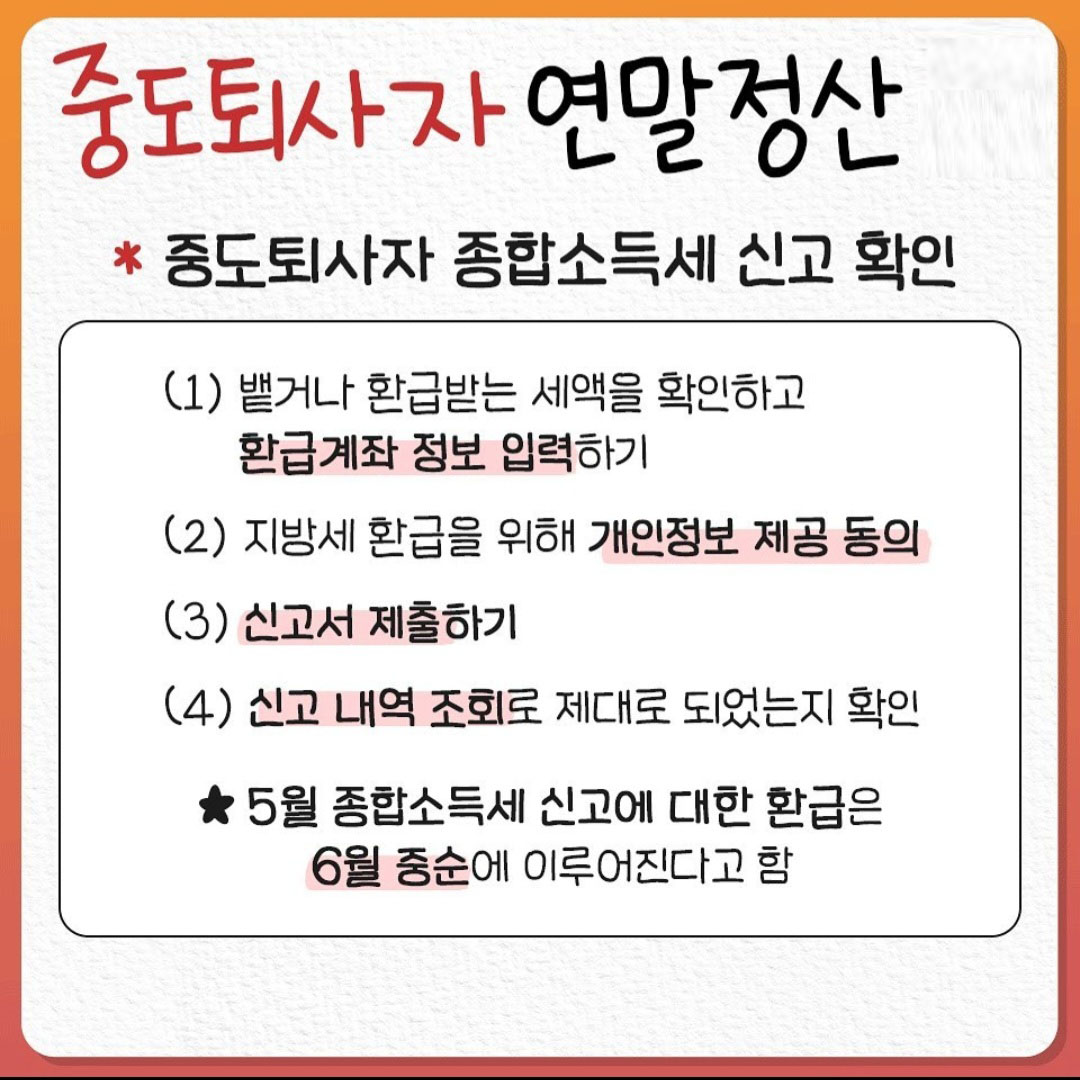 중도퇴사자 연말정산
* 중도퇴사자 종합소득세 신고 확인
(1) 뱉거나 환급받는 세액을 확인하고
환급계좌 정보 입력하기
(2) 지방세 환급을 위해 개인정보 제공 동의
(3) 신고서 제출하기
(4) 신고 내역 조회로 제대로 되었는지 확인
★ 5월 종합소득세 신고에 대한 환급은
6월 중순에 이루어진다고 함